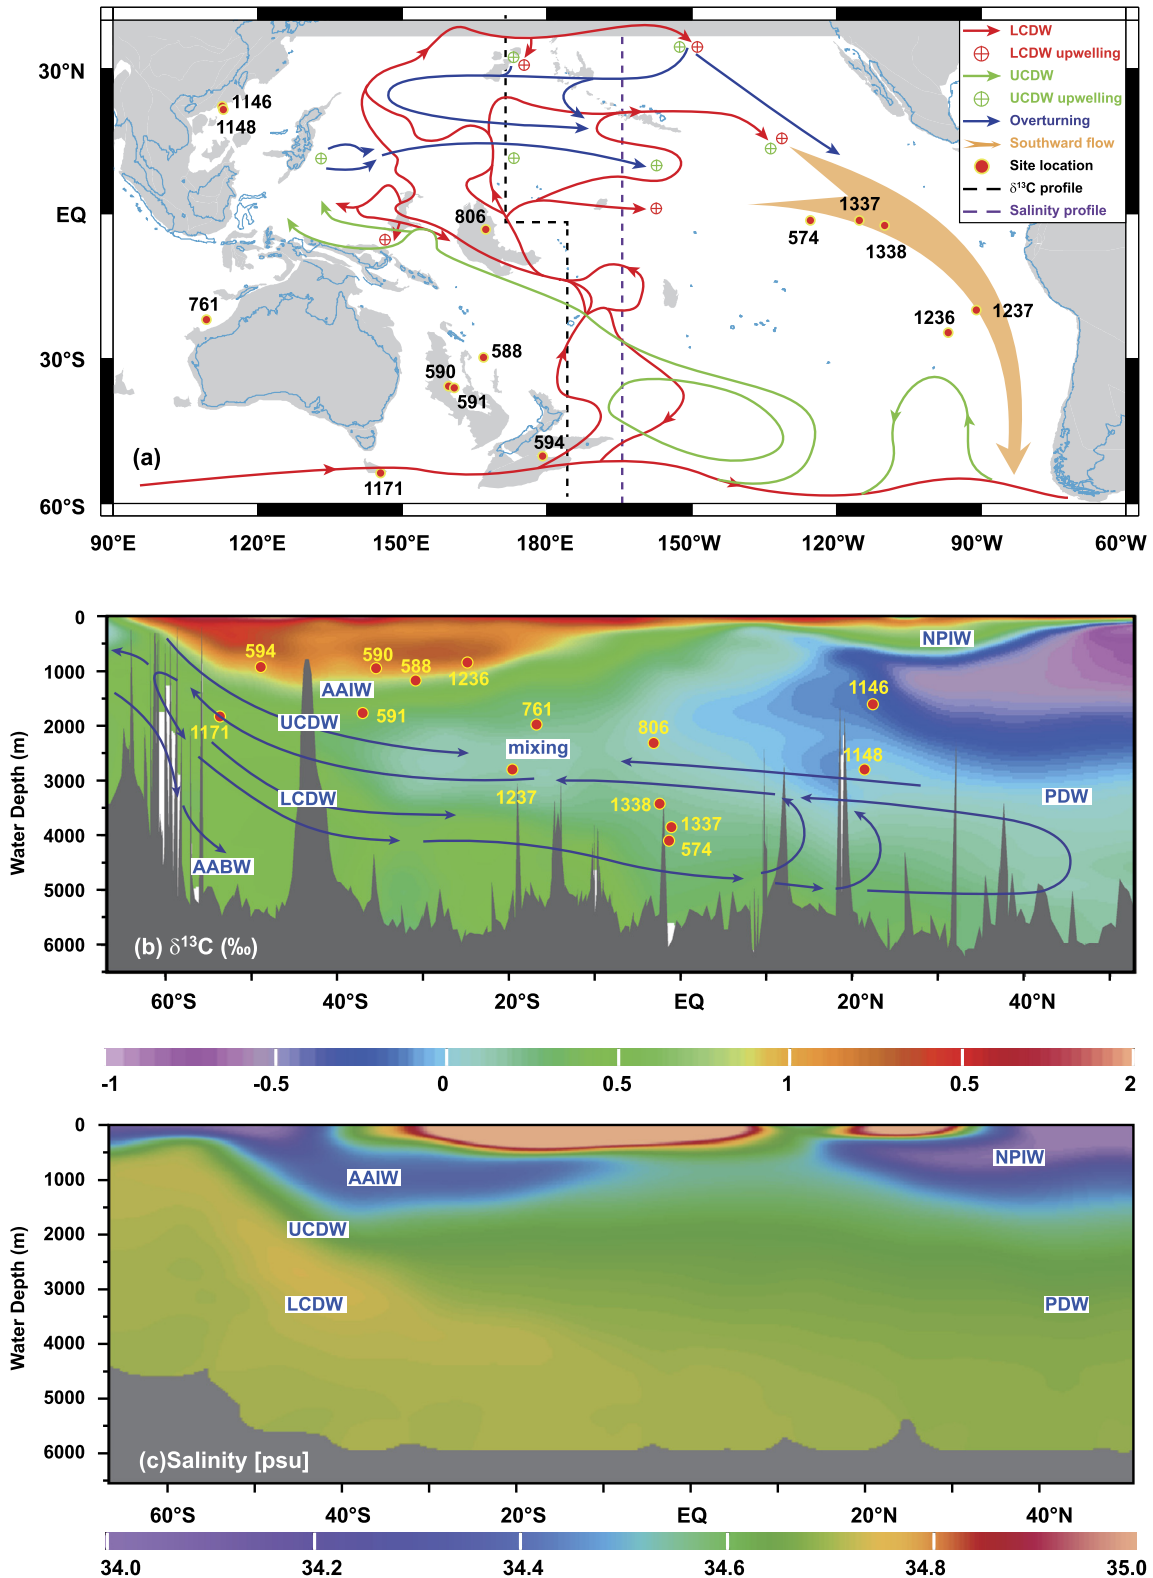 30°N
EQ
30°S
60°S
90°E
120°E
150°E
180°E
150°W
120°W
90°W
60°W
LCDW
LCDW upwelling
UCDW
UCDW upwelling
Overturning
Southward flow
Site location
δ¹³C profile
Salinity profile
1146
1148
806
1337
574
1338
761
1237
1236
588
590
591
594
1171
(a)
Water Depth (m)
0
1000
2000
3000
4000
5000
6000
NPIW
594
590
588
1236
AAIW
1146
591
761
UCDW
1171
806
mixing
1148
1237
LCDW
1338
PDW
1337
574
AABW
(b) δ¹³C (‰)
60°S
40°S
20°S
EQ
20°N
40°N
-1
-0.5
0
0.5
1
0.5
2
Water Depth (m)
0
1000
2000
3000
4000
5000
6000
NPIW
AAIW
UCDW
LCDW
PDW
(c)Salinity [psu]
60°S
40°S
20°S
EQ
20°N
40°N
34.0
34.2
34.4
34.6
34.8
35.0